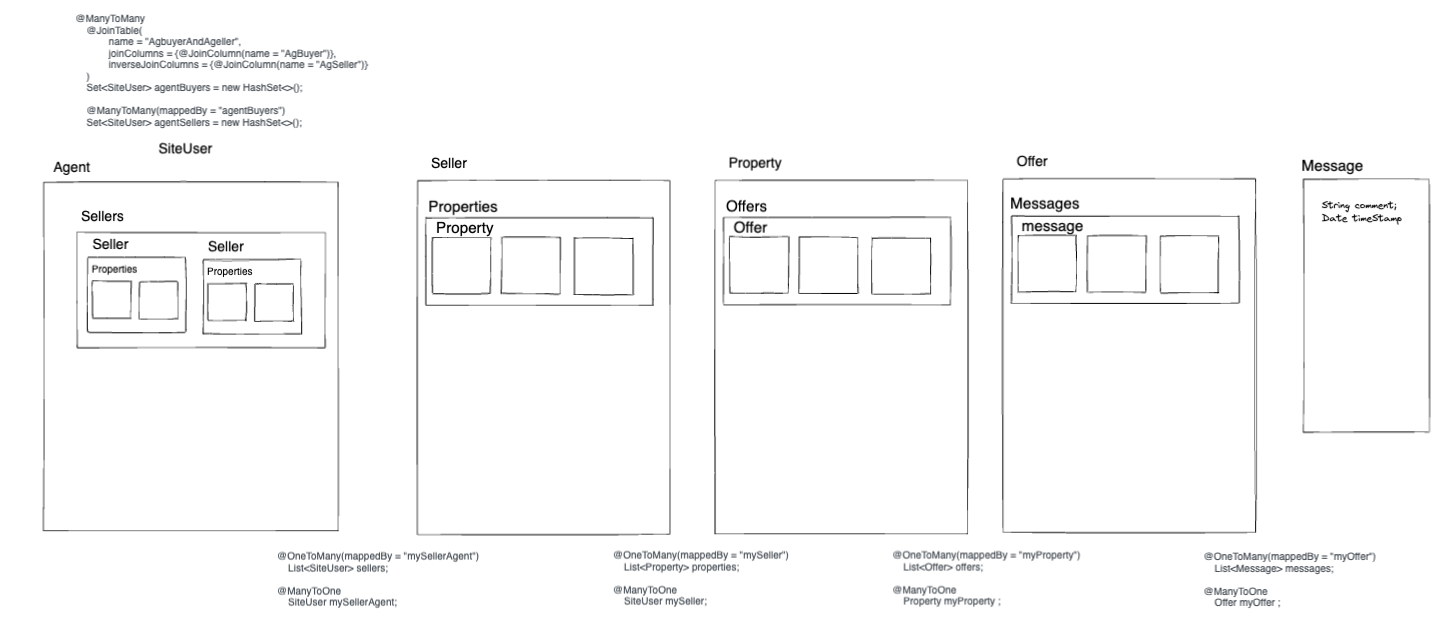 @ManyToMany
@JoinTable(
name = "AgbuyerAndAgeller",
joinColumns = {@JoinColumn(name = "AgBuyer")},
inverseJoinColumns = {@JoinColumn(name = "AgSeller")}
)
Set<SiteUser> agentBuyers = new HashSet<>();
@ManyToMany(mappedBy = "agentBuyers")
Set<SiteUser> agentSellers = new HashSet<>();
SiteUser
Agent
Sellers
Seller
Properties
Seller
Properties
Seller
Properties
Property
Property
Offers
Offer
Offer
Messages
message
Message
String comment;
Date timeStamp
@OneToMany(mappedBy = "mySellerAgent")
List<SiteUser> sellers;
@ManyToOne
SiteUser mySellerAgent;
@OneToMany(mappedBy = "mySeller")
List<Property> properties;
@ManyToOne
SiteUser mySeller;
@OneToMany(mappedBy = "myProperty")
List<Offer> offers;
@ManyToOne
Property myProperty ;
@OneToMany(mappedBy = "myOffer")
List<Message> messages;
@ManyToOne
Offer myOffer ;